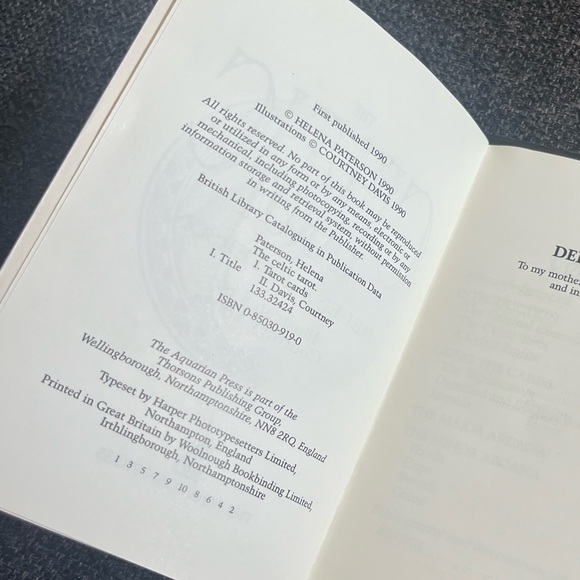 First published 1990
© HELENA PATERSON 1990
Illustrations © COURTNEY DAVIS 1990
All rights reserved. No part of this book may be reproduced
or utilized in any form or by any means, electronic or
mechanical, including photocopying, recording or by any
information storage and retrieval system, without permission
in writing from the Publisher.
British Library Cataloguing in Publication Data
Paterson, Helena
The celtic tarot.
1. Tarot cards
I. Title II. Davis, Courtney
133.32424
ISBN 0-85030-919-0
The Aquarian Press is part of the
Thorsons Publishing Group,
Wellingborough, Northamptonshire, NN8 2RQ, England
Typeset by Harper Phototypesetters Limited,
Northampton, England
Printed in Great Britain by Woolnough Bookbinding Limited,
Irthlingborough, Northamptonshire
1 3 5 7 9 10 8 6 4 2
To my
and